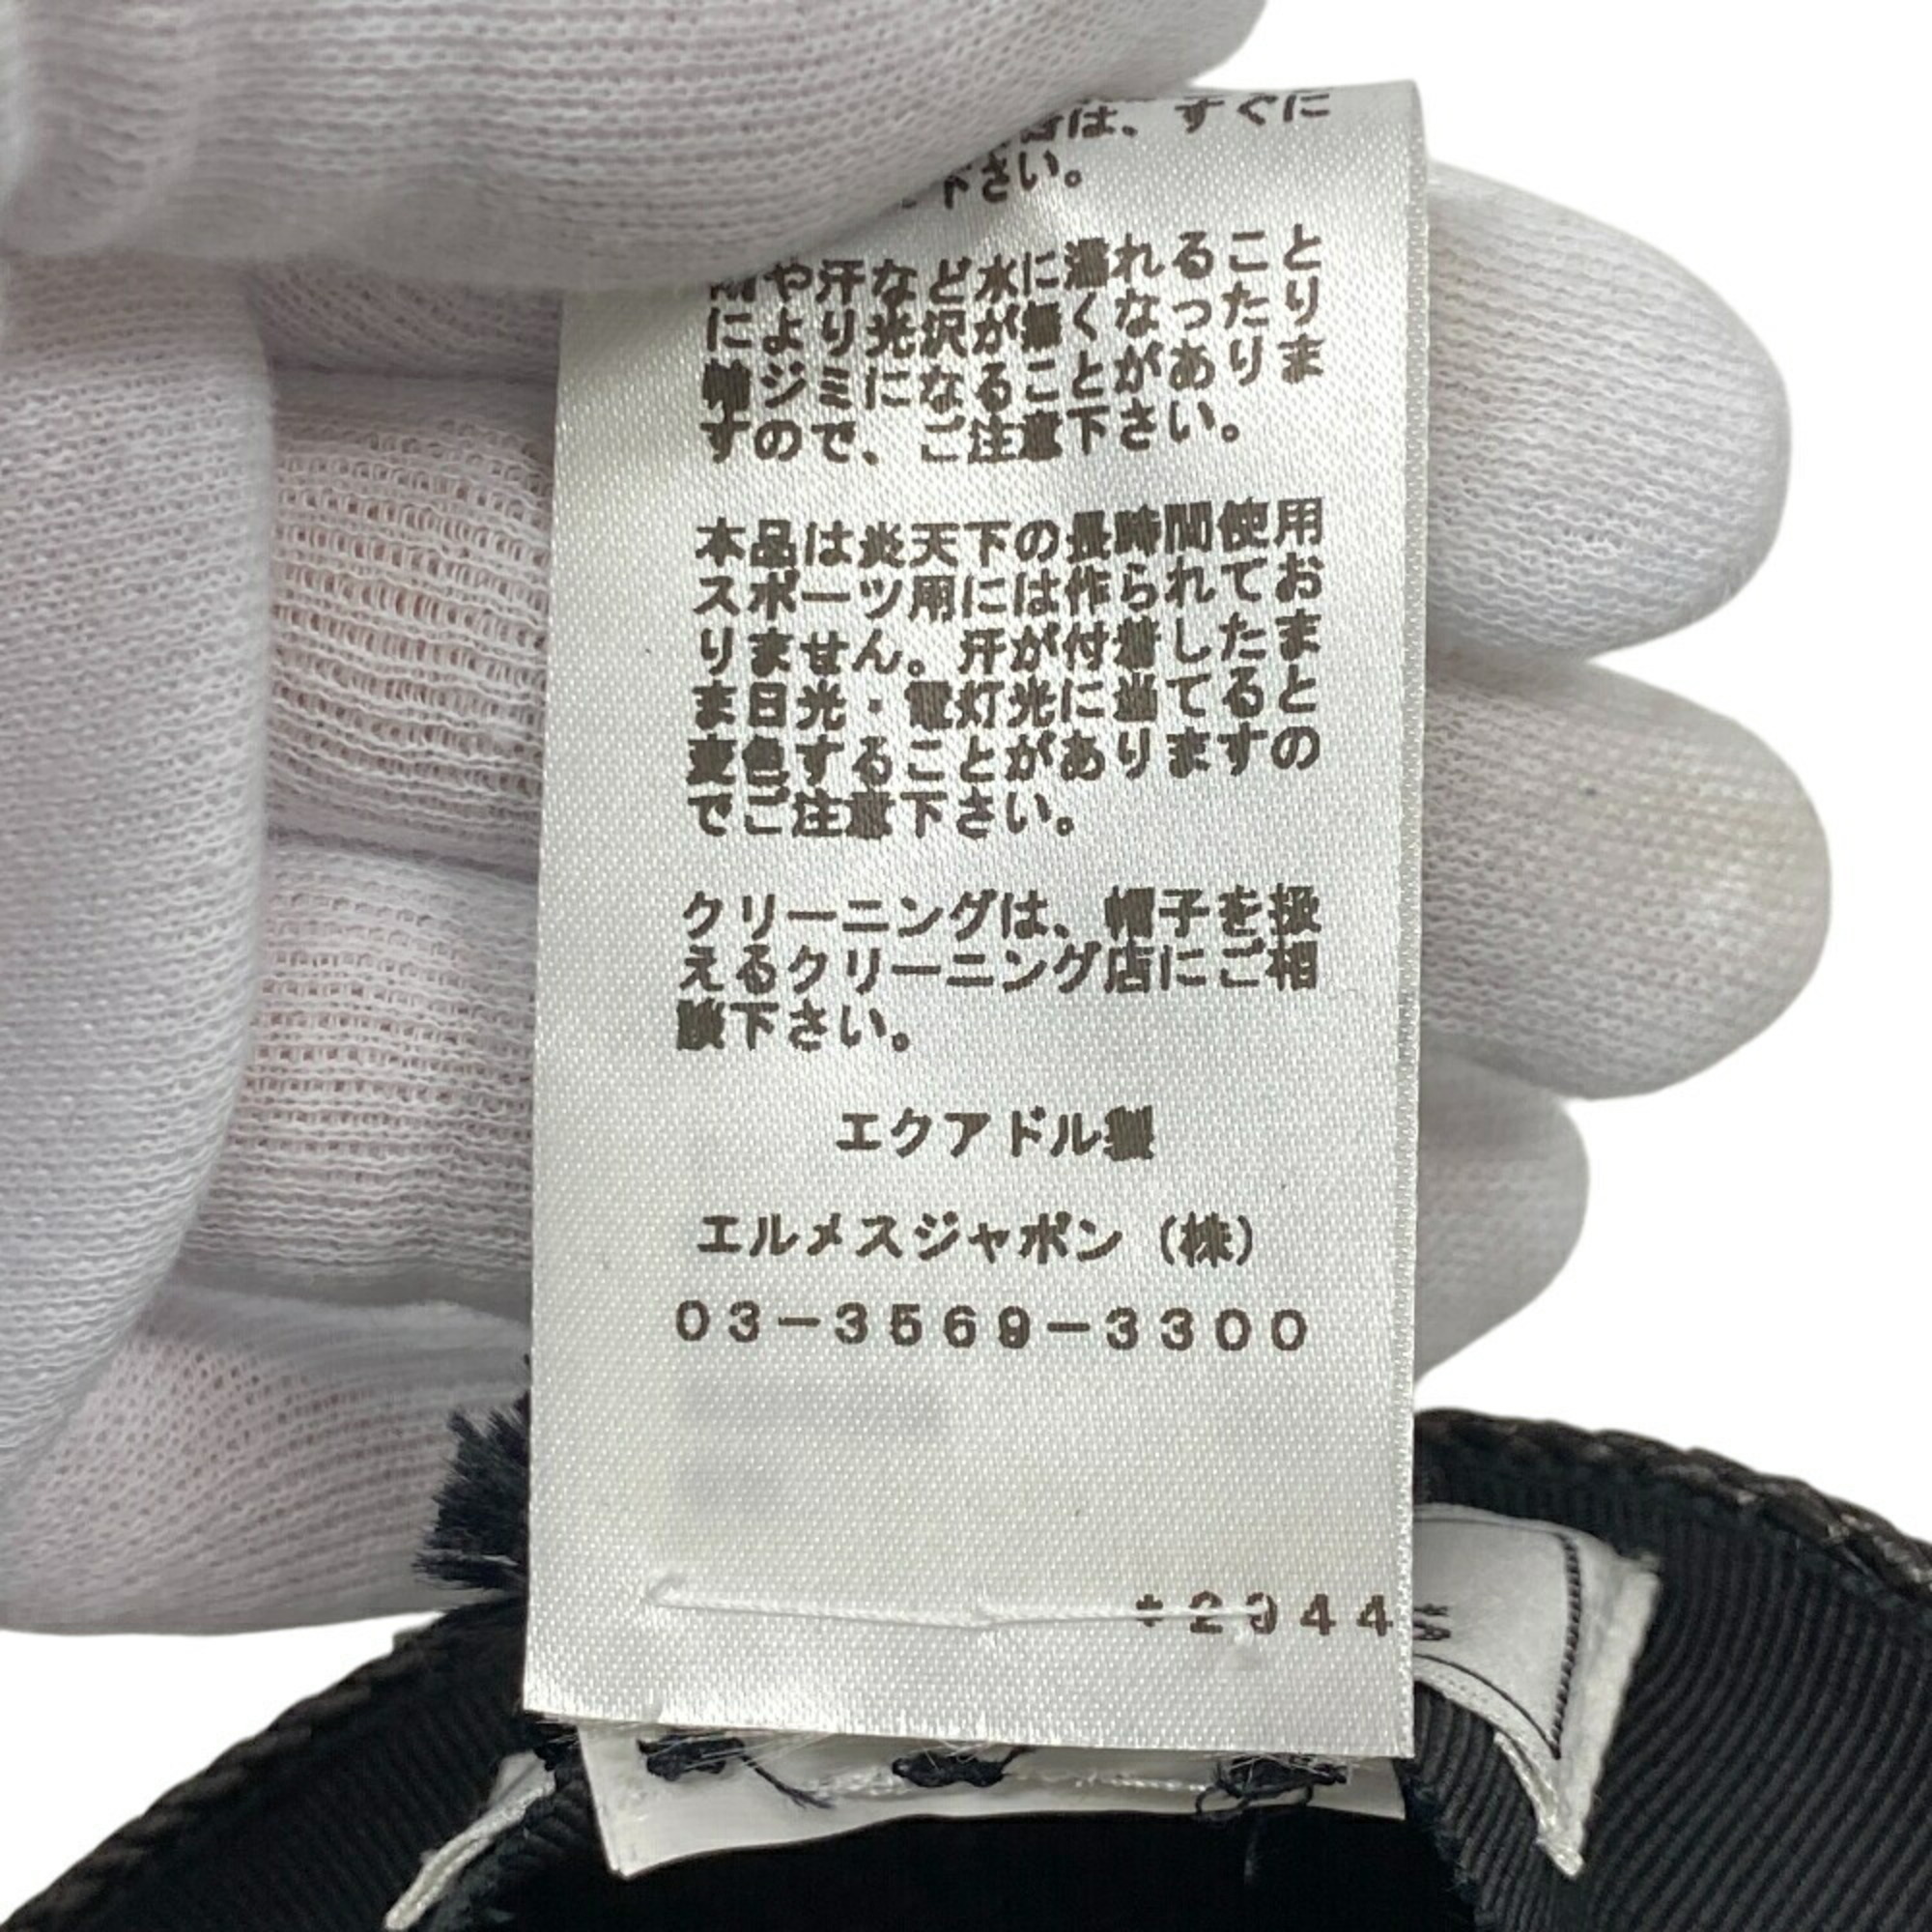 は、すぐに
下さい。
や汗など水に濡れること
により光沢が無くなったり
輪ジミになることがありま
すので、ご注意下さい。
本品は炎天下の長時間使用
スポーツ用には作られてお
りません。汗が付着したま
ま日光・電灯光に当てると
変色することがありますの
でご注意下さい。
クリーニングは、帽子を扱
えるクリーニング店にご相
談下さい。
エクアドル製
エルメスジャポン（株）
03-3569-3300
2944